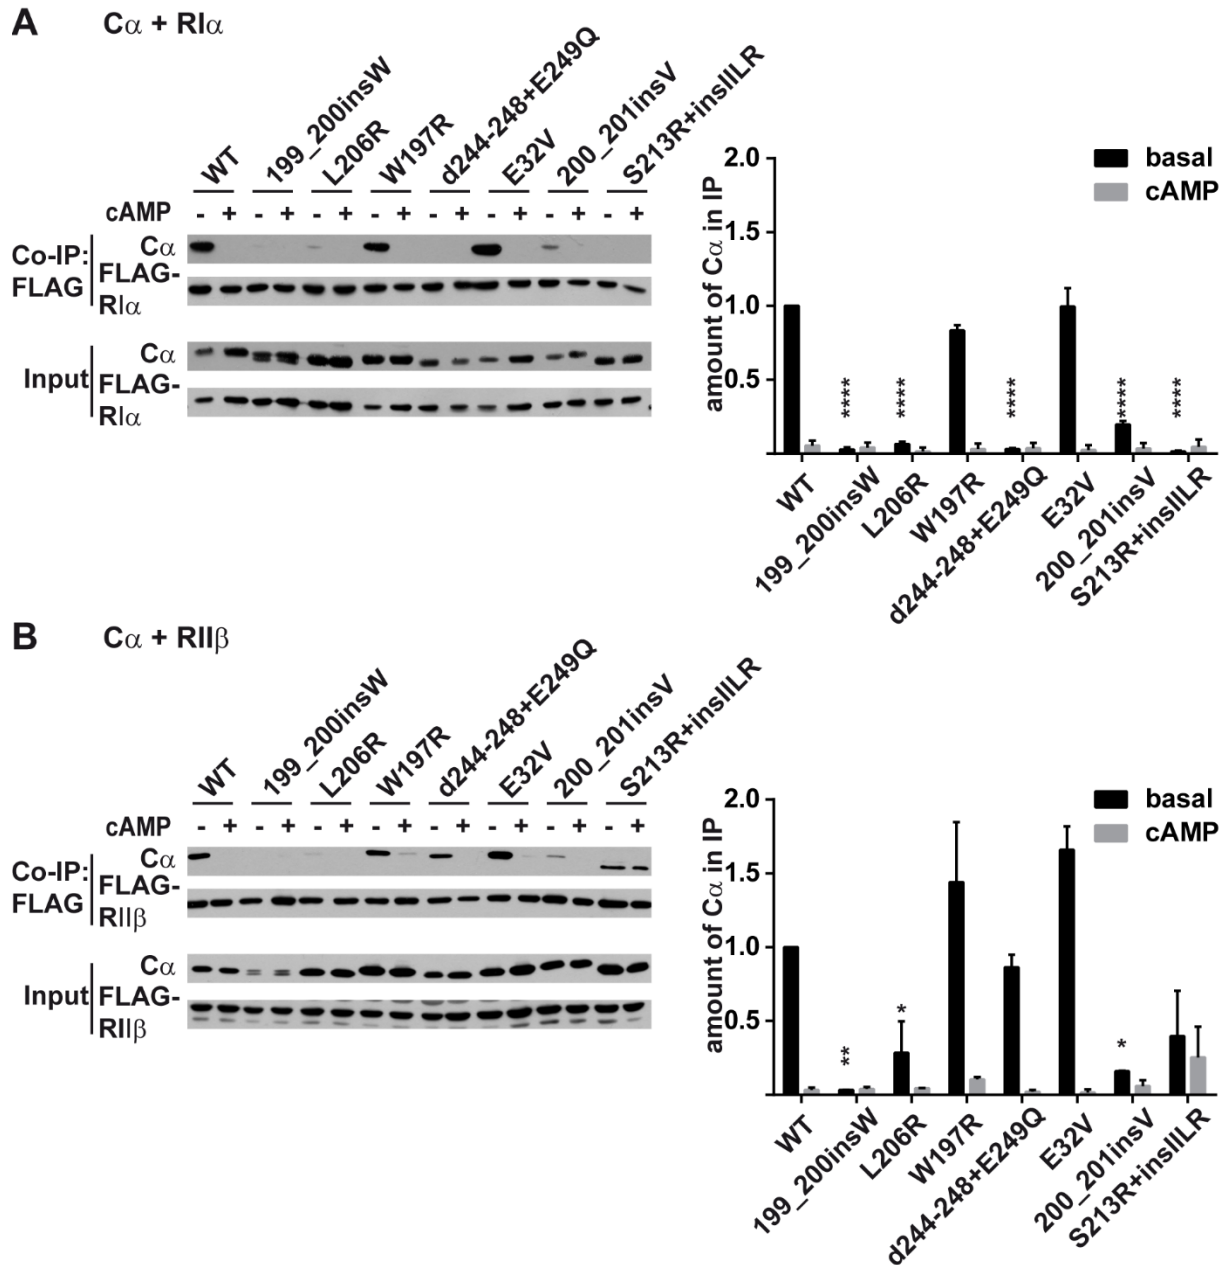 A Cα + RIα
WT 199_200insW L206R W197R d244-248+E249Q E32V 200_201insV S213R+insIILR
cAMP - + - + - + - + - + - + - + - +
Co-IP: FLAG
Cα
FLAG-RIα
Input
Cα
FLAG-RIα
basal
cAMP
amount of Cα in IP
2.0
1.5
1.0
0.5
**** **** **** **** ****
WT 199_200insW L206R W197R d244-248+E249Q E32V 200_201insV S213R+insIILR
B Cα + RIIβ
WT 199_200insW L206R W197R d244-248+E249Q E32V 200_201insV S213R+insIILR
cAMP - + - + - + - + - + - + - + - +
Co-IP: FLAG
Cα
FLAG-RIIβ
Input
Cα
FLAG-RIIβ
basal
cAMP
amount of Cα in IP
2.0
1.5
1.0
0.5
** * *
WT 199_200insW L206R W197R d244-248+E249Q E32V 200_201insV S213R+insIILR